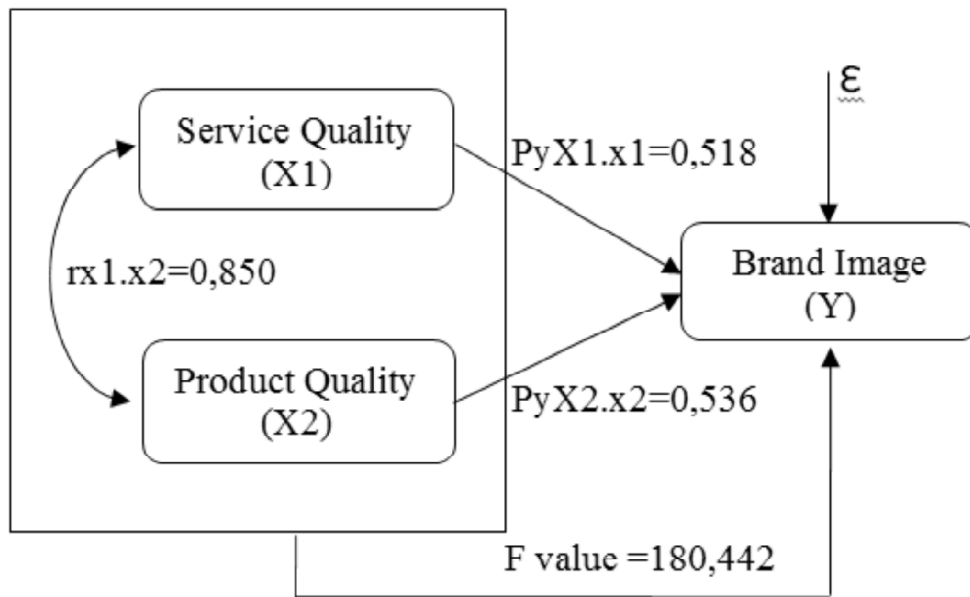 ε
Service Quality
(X1)
PyX1.x1=0,518
rx1.x2=0,850
Brand Image
(Y)
Product Quality
(X2)
PyX2.x2=0,536
F value =180,442